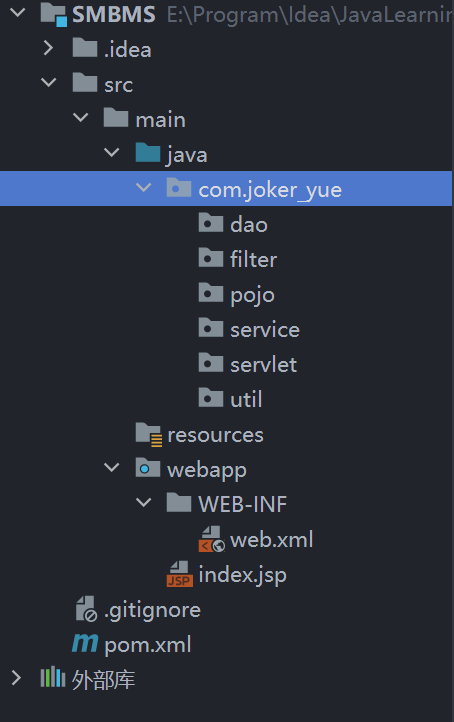 SMBMS E:\Program\Idea\JavaLearnin
.idea
src
main
java
com.joker_yue
dao
filter
pojo
service
servlet
util
resources
webapp
WEB-INF
web.xml
JSP index.jsp
.gitignore
m pom.xml
外部库